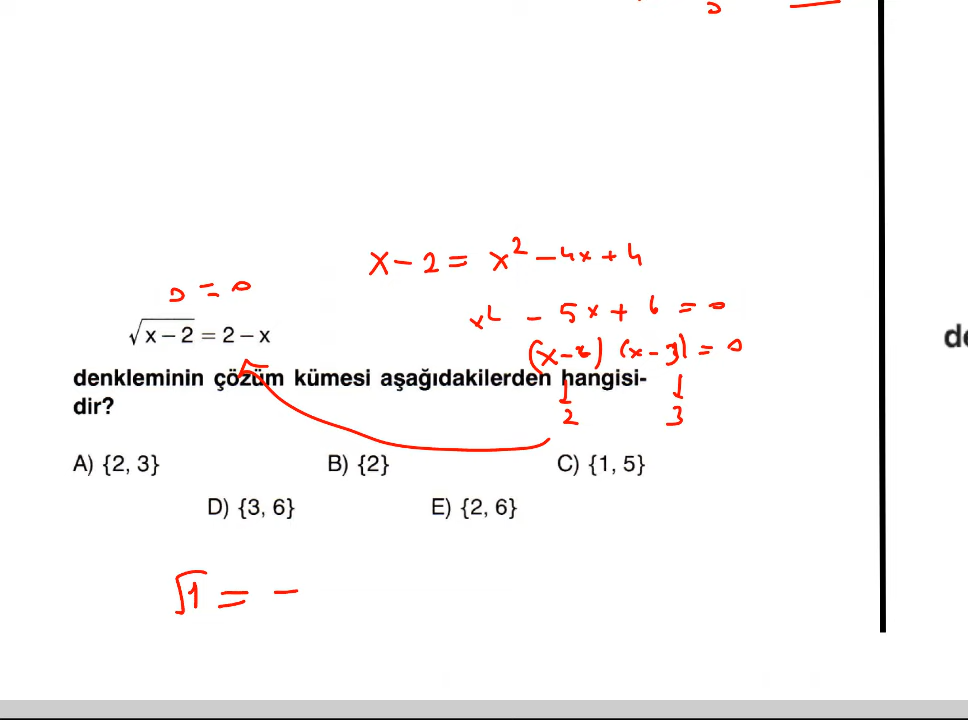 x - 2 = x² - 4x + 4
0 = 0
x² - 5x + 6 = 0
√x – 2 = 2 – x
(x-2) (x-3) = 0
denkleminin çözüm kümesi aşağıdakilerden hangisi-
dir?
2 3
A) {2, 3} B) {2} C) {1, 5}
D) {3, 6} E) {2, 6}
√1 = -